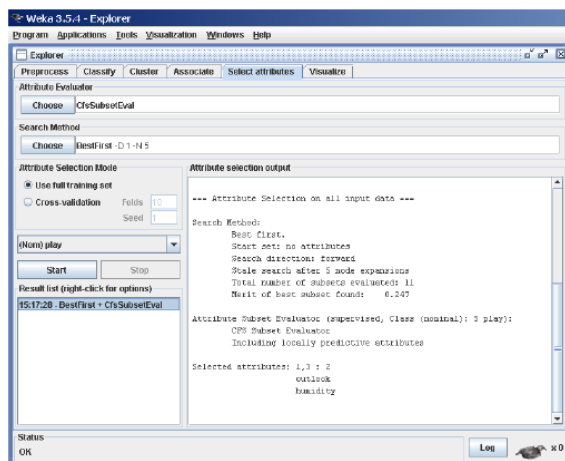 Weka 3.5.4 - Explorer
Program Applications Tools Visualization Windows Help
Explorer
Preprocess Classify Cluster Associate Select attributes Visualize
Attribute Evaluator
Choose CfsSubsetEval
Search Method
Choose BestFirst -D 1 -N 5
Attribute Selection Mode
Use full training set
Cross-validation Folds 10
Seed 1
(Nom) play
Start Stop
Result list (right-click for options)
15:17:28 - BestFirst + CfsSubsetEval
Attribute selection output
=== Attribute Selection on all input data ===
Search Method:
Best first.
Start set: no attributes
Search direction: forward
Stale search after 5 node expansions
Total number of subsets evaluated: 11
Merit of best subset found: 0.247
Attribute Subset Evaluator (supervised, Class (nominal): 5 play):
CFS Subset Evaluator
Including locally predictive attributes
Selected attributes: 1,3 : 2
outlook
humidity
Status
OK
Log x 0